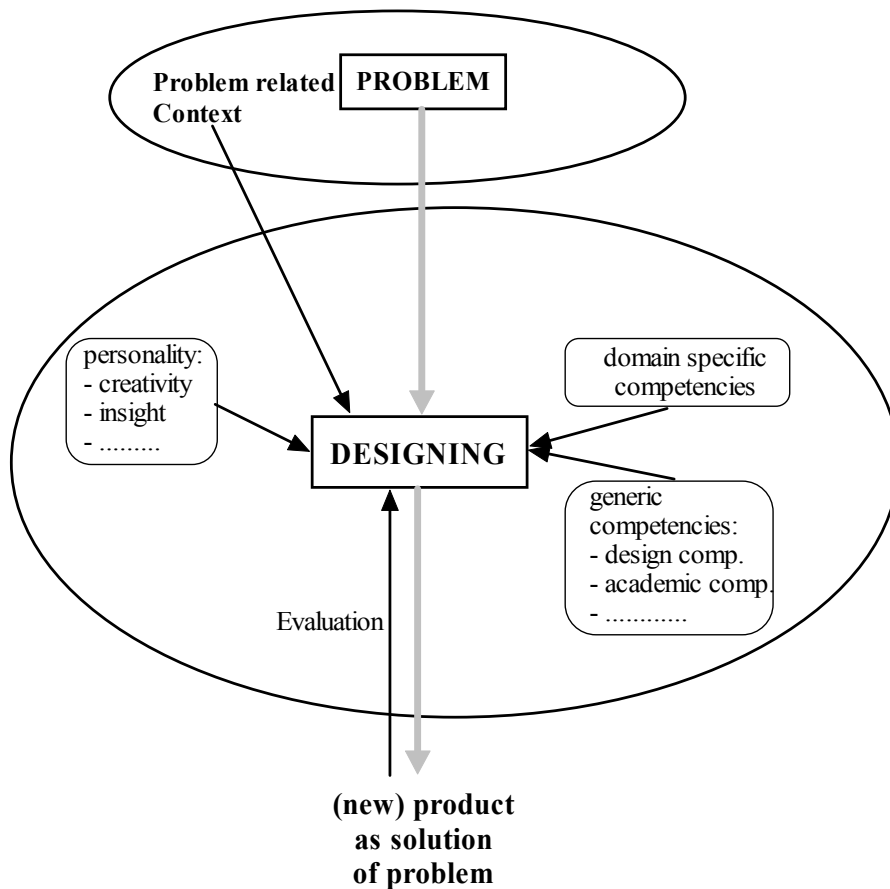 Problem related
Context
PROBLEM
personality:
- creativity
- insight
- .........
domain specific
competencies
DESIGNING
generic
competencies:
- design comp.
- academic comp.
- ............
Evaluation
(new) product
as solution
of problem